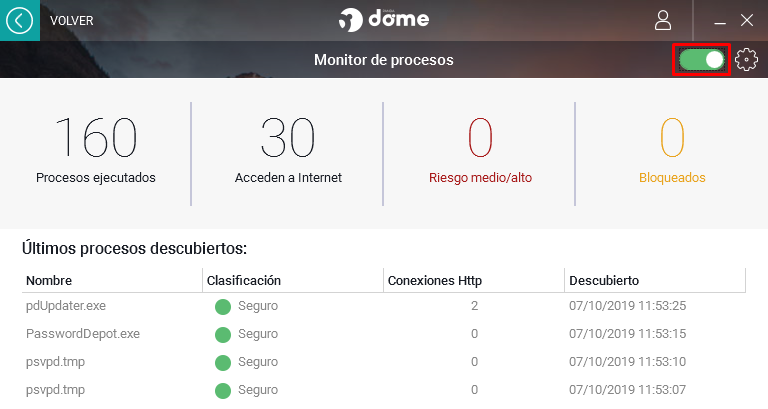 VOLVER
Panda
dome
Monitor de procesos
160
30
0
0
Procesos ejecutados
Acceden a Internet
Riesgo medio/alto
Bloqueados
Últimos procesos descubiertos:
Nombre Clasificación Conexiones Http Descubierto
pdUpdater.exe Seguro 2 07/10/2019 11:53:25
PasswordDepot.exe Seguro 0 07/10/2019 11:53:15
psvpd.tmp Seguro 0 07/10/2019 11:53:10
psvpd.tmp Seguro 0 07/10/2019 11:53:07